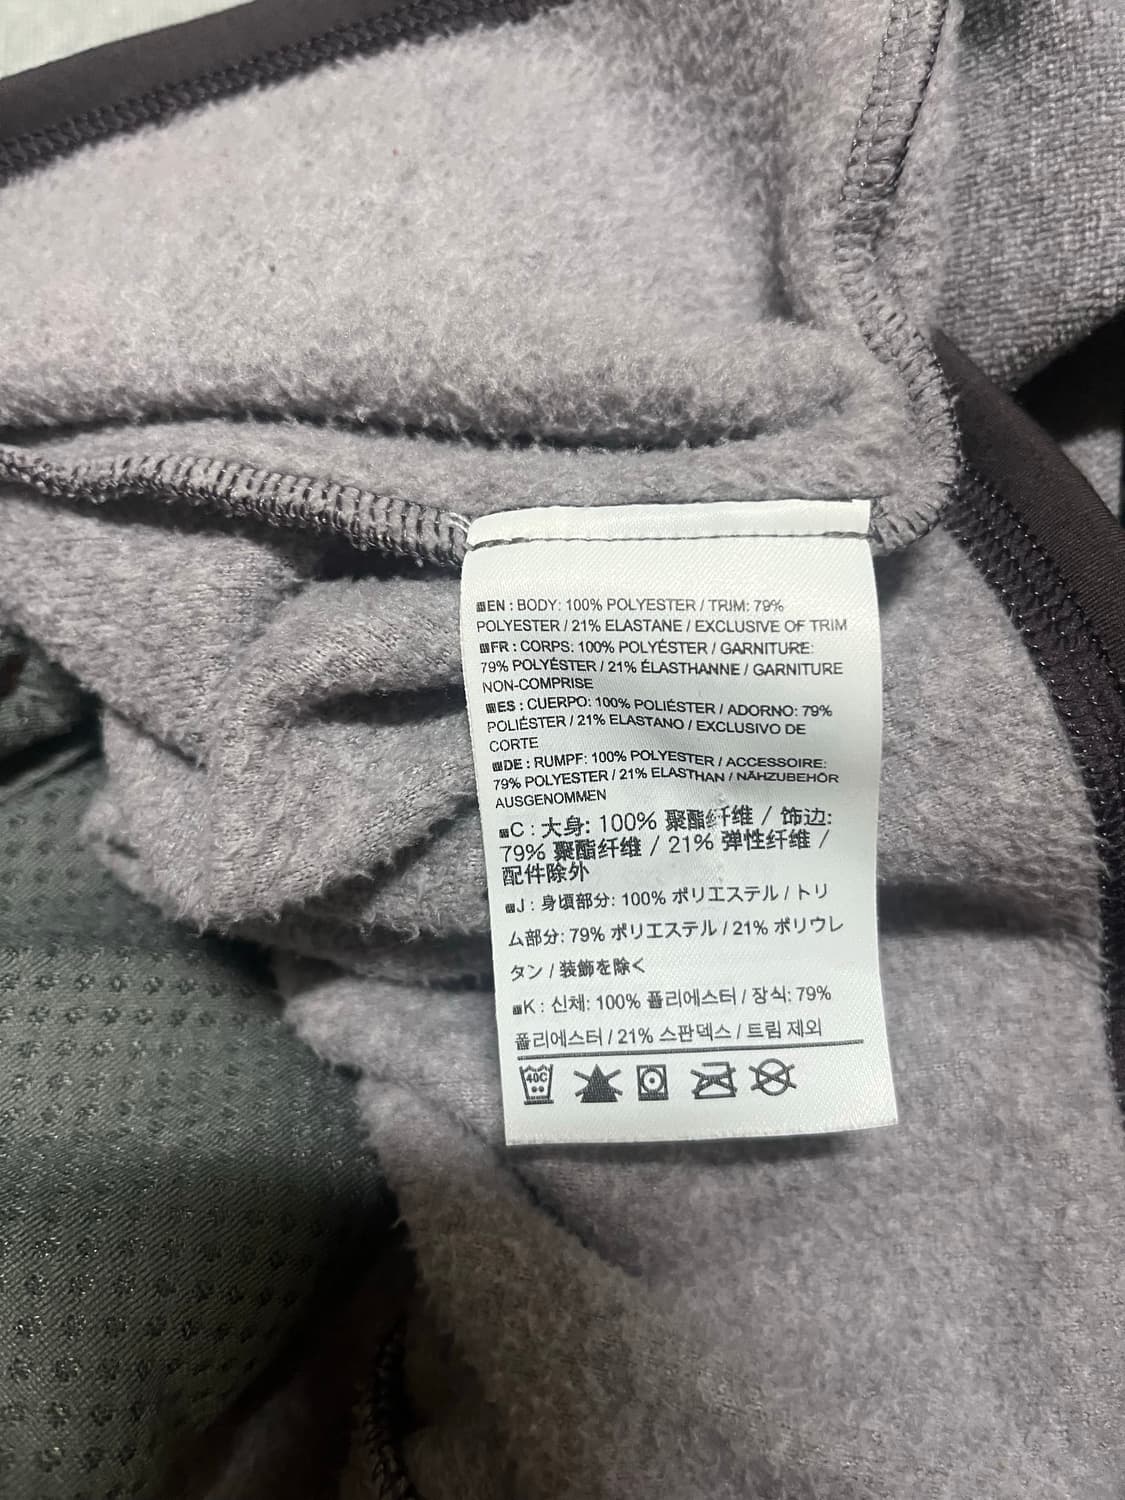 EN : BODY: 100% POLYESTER / TRIM: 79%
POLYESTER / 21% ELASTANE / EXCLUSIVE OF TRIM
FR : CORPS: 100% POLYÉSTER / GARNITURE:
79% POLYÉSTER / 21% ÉLASTHANNE / GARNITURE
NON-COMPRISE
ES : CUERPO: 100% POLIÉSTER / ADORNO: 79%
POLIÉSTER / 21% ELASTANO / EXCLUSIVO DE
CORTE
DE : RUMPF: 100% POLYESTER / ACCESSOIRE:
79% POLYESTER / 21% ELASTHAN / NÄHZUBEHÖR
AUSGENOMMEN
C : 大身: 100% 聚酯纤维 / 饰边:
79% 聚酯纤维 / 21% 弹性纤维 /
配件除外
J : 身頃部分: 100% ポリエステル / トリ
ム部分: 79% ポリエステル / 21% ポリウレ
タン / 装飾を除く
K : 신체: 100% 폴리에스터 / 장식: 79%
폴리에스터 / 21% 스판덱스 / 트림 제외
40C